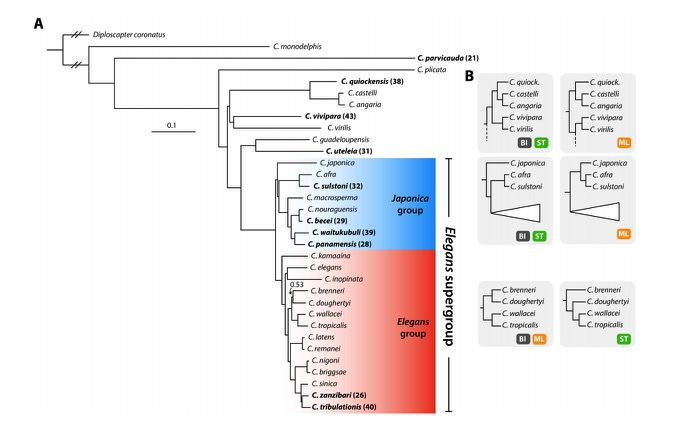 A
Diploscapter coronatus
C. monodelphis
C. parvicauda (21)
C. plicata
C. quiockensis (38)
C. castelli
C. angaria
C. vivipara (43)
C. virilis
0.1
C. guadeloupensis
C. uteleia (31)
C. japonica
C. afra
C. sulstoni (32)
C. macrosperma
C. nouraguensis
C. becei (29)
C. waitukubuli (39)
C. panamensis (28)
Japonica
group
C. kamaaina
C. elegans
C. inopinata
0.53
C. brenneri
C. doughertyi
C. wallacei
C. tropicalis
C. latens
C. remanei
C. nigoni
C. briggsae
C. sinica
C. zanzibari (26)
C. tribulationis (40)
Elegans
group
Elegans supergroup
B
C. quiock.
C. castelli
C. angaria
C. vivipara
C. virilis
BI ST
C. quiock.
C. castelli
C. angaria
C. vivipara
C. virilis
ML
C. japonica
C. afra
C. sulstoni
BI ST
C. japonica
C. afra
C. sulstoni
ML
C. brenneri
C. doughertyi
C. wallacei
C. tropicalis
BI ML
C. brenneri
C. doughertyi
C. wallacei
C. tropicalis
ST